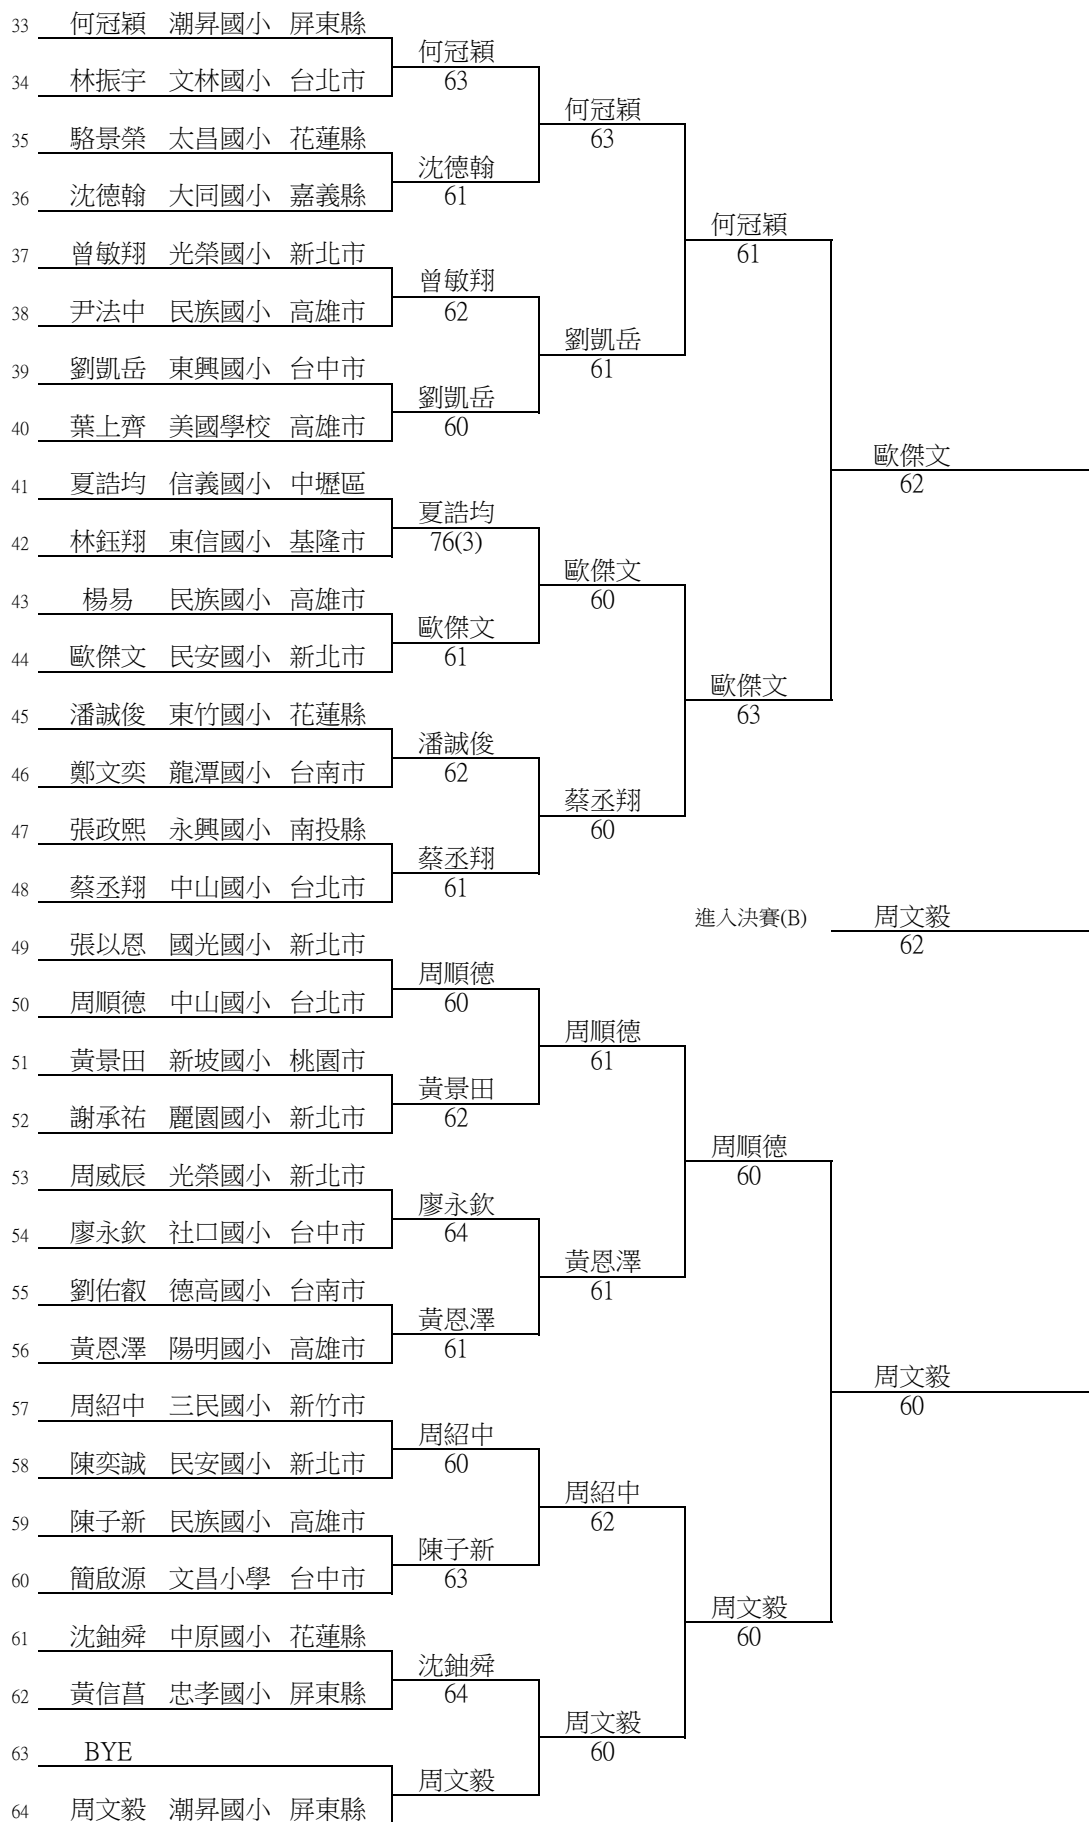 33 何冠穎 潮昇國小 屏東縣
何冠穎
34 林振宇 文林國小 台北市
63
何冠穎
35 駱景榮 太昌國小 花蓮縣
63
沈德翰
36 沈德翰 大同國小 嘉義縣
61
何冠穎
37 曾敏翔 光榮國小 新北市
61
曾敏翔
38 尹法中 民族國小 高雄市
62
劉凱岳
39 劉凱岳 東興國小 台中市
61
劉凱岳
40 葉上齊 美國學校 高雄市
60
歐傑文
41 夏誥均 信義國小 中壢區
62
夏誥均
42 林鈺翔 東信國小 基隆市
76(3)
歐傑文
43 楊易 民族國小 高雄市
60
歐傑文
44 歐傑文 民安國小 新北市
61
歐傑文
45 潘誠俊 東竹國小 花蓮縣
63
潘誠俊
46 鄭文奕 龍潭國小 台南市
62
蔡丞翔
47 張政熙 永興國小 南投縣
60
蔡丞翔
48 蔡丞翔 中山國小 台北市
61
進入決賽(B) 周文毅
49 張以恩 國光國小 新北市
62
周順德
50 周順德 中山國小 台北市
60
周順德
51 黃景田 新坡國小 桃園市
61
黃景田
52 謝承祐 麗園國小 新北市
62
周順德
53 周威辰 光榮國小 新北市
60
廖永欽
54 廖永欽 社口國小 台中市
64
黃恩澤
55 劉佑叡 德高國小 台南市
61
黃恩澤
56 黃恩澤 陽明國小 高雄市
61
周文毅
57 周紹中 三民國小 新竹市
60
周紹中
58 陳奕誠 民安國小 新北市
60
周紹中
59 陳子新 民族國小 高雄市
62
陳子新
60 簡啟源 文昌小學 台中市
63
周文毅
61 沈鈾舜 中原國小 花蓮縣
60
沈鈾舜
62 黃信菖 忠孝國小 屏東縣
64
周文毅
63 BYE
60
周文毅
64 周文毅 潮昇國小 屏東縣